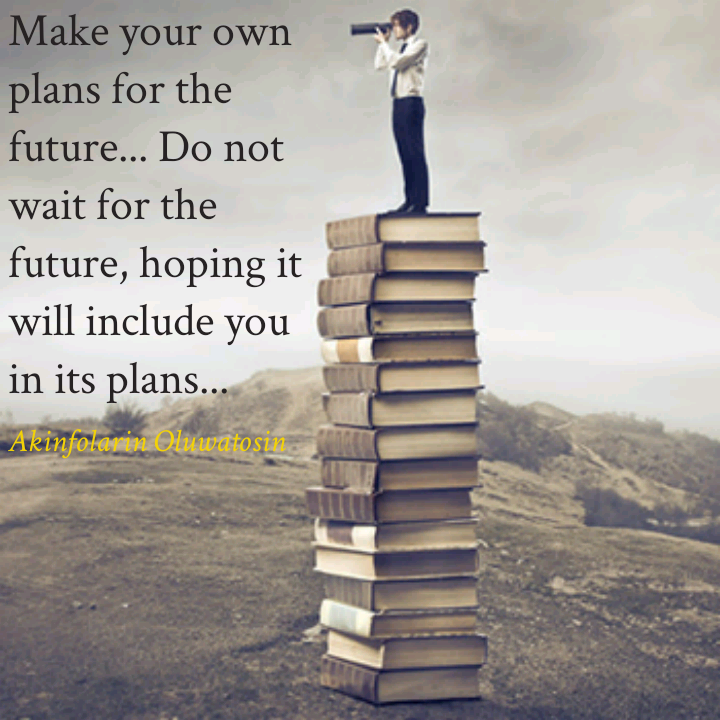 Make your own
plans for the
future... Do not
wait for the
future, hoping it
will include you
in its plans...
Akinfolarin Oluwatosin